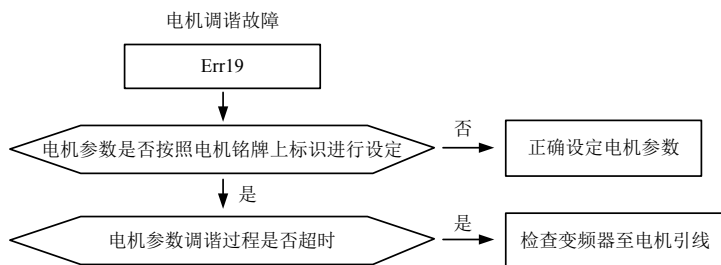 电机调谐故障
Err19
电机参数是否按照电机铭牌上标识进行设定
否
正确设定电机参数
是
电机参数调谐过程是否超时
是
检查变频器至电机引线